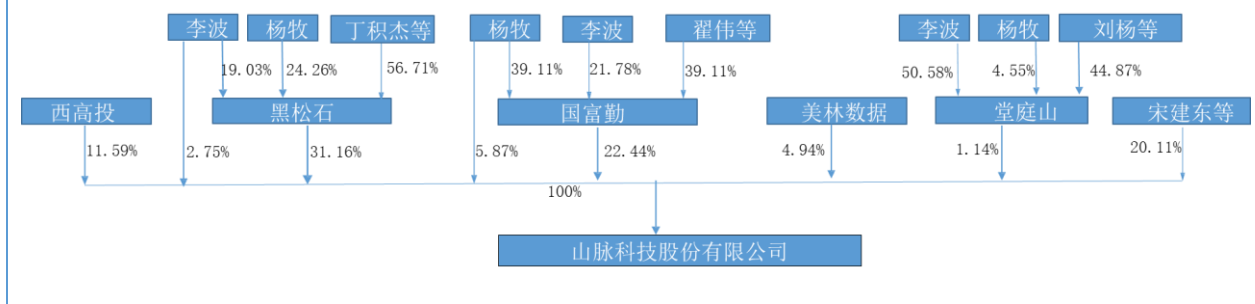 李波 杨牧 丁积杰等 杨牧 李波 翟伟等 李波 杨牧 刘杨等
19.03% 24.26% 56.71% 39.11% 21.78% 39.11% 50.58% 4.55% 44.87%
西高投 黑松石 国富勤 美林数据 堂庭山 宋建东等
11.59% 2.75% 31.16% 5.87% 22.44% 4.94% 1.14% 20.11%
100%
山脉科技股份有限公司